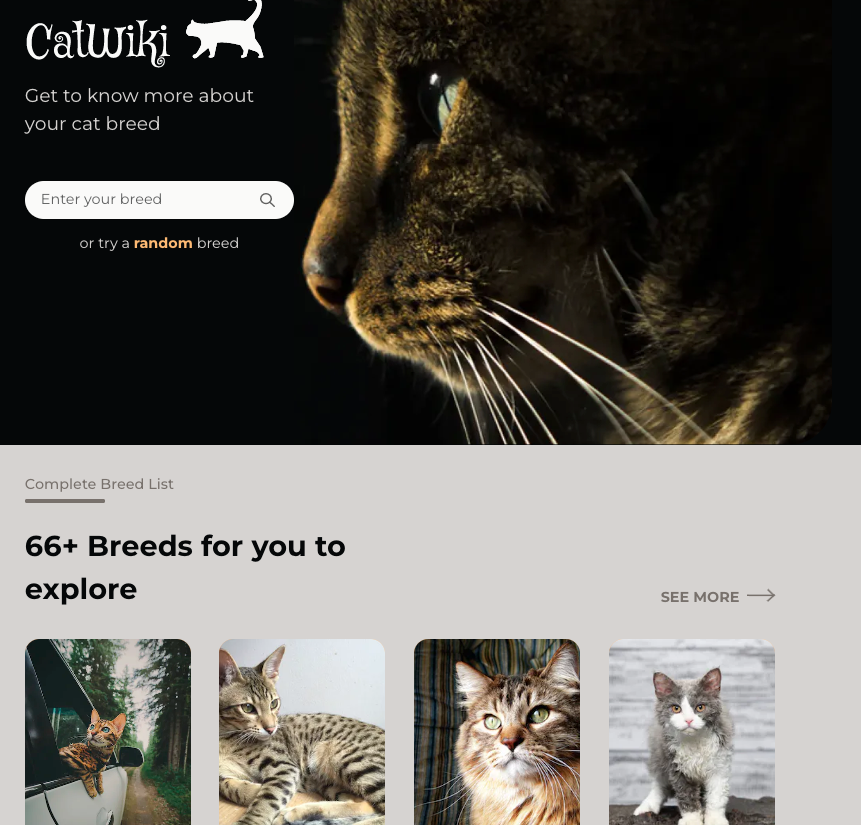 CatWiki
Get to know more about
your cat breed
Enter your breed
or try a random breed
Complete Breed List
66+ Breeds for you to
explore
SEE MORE